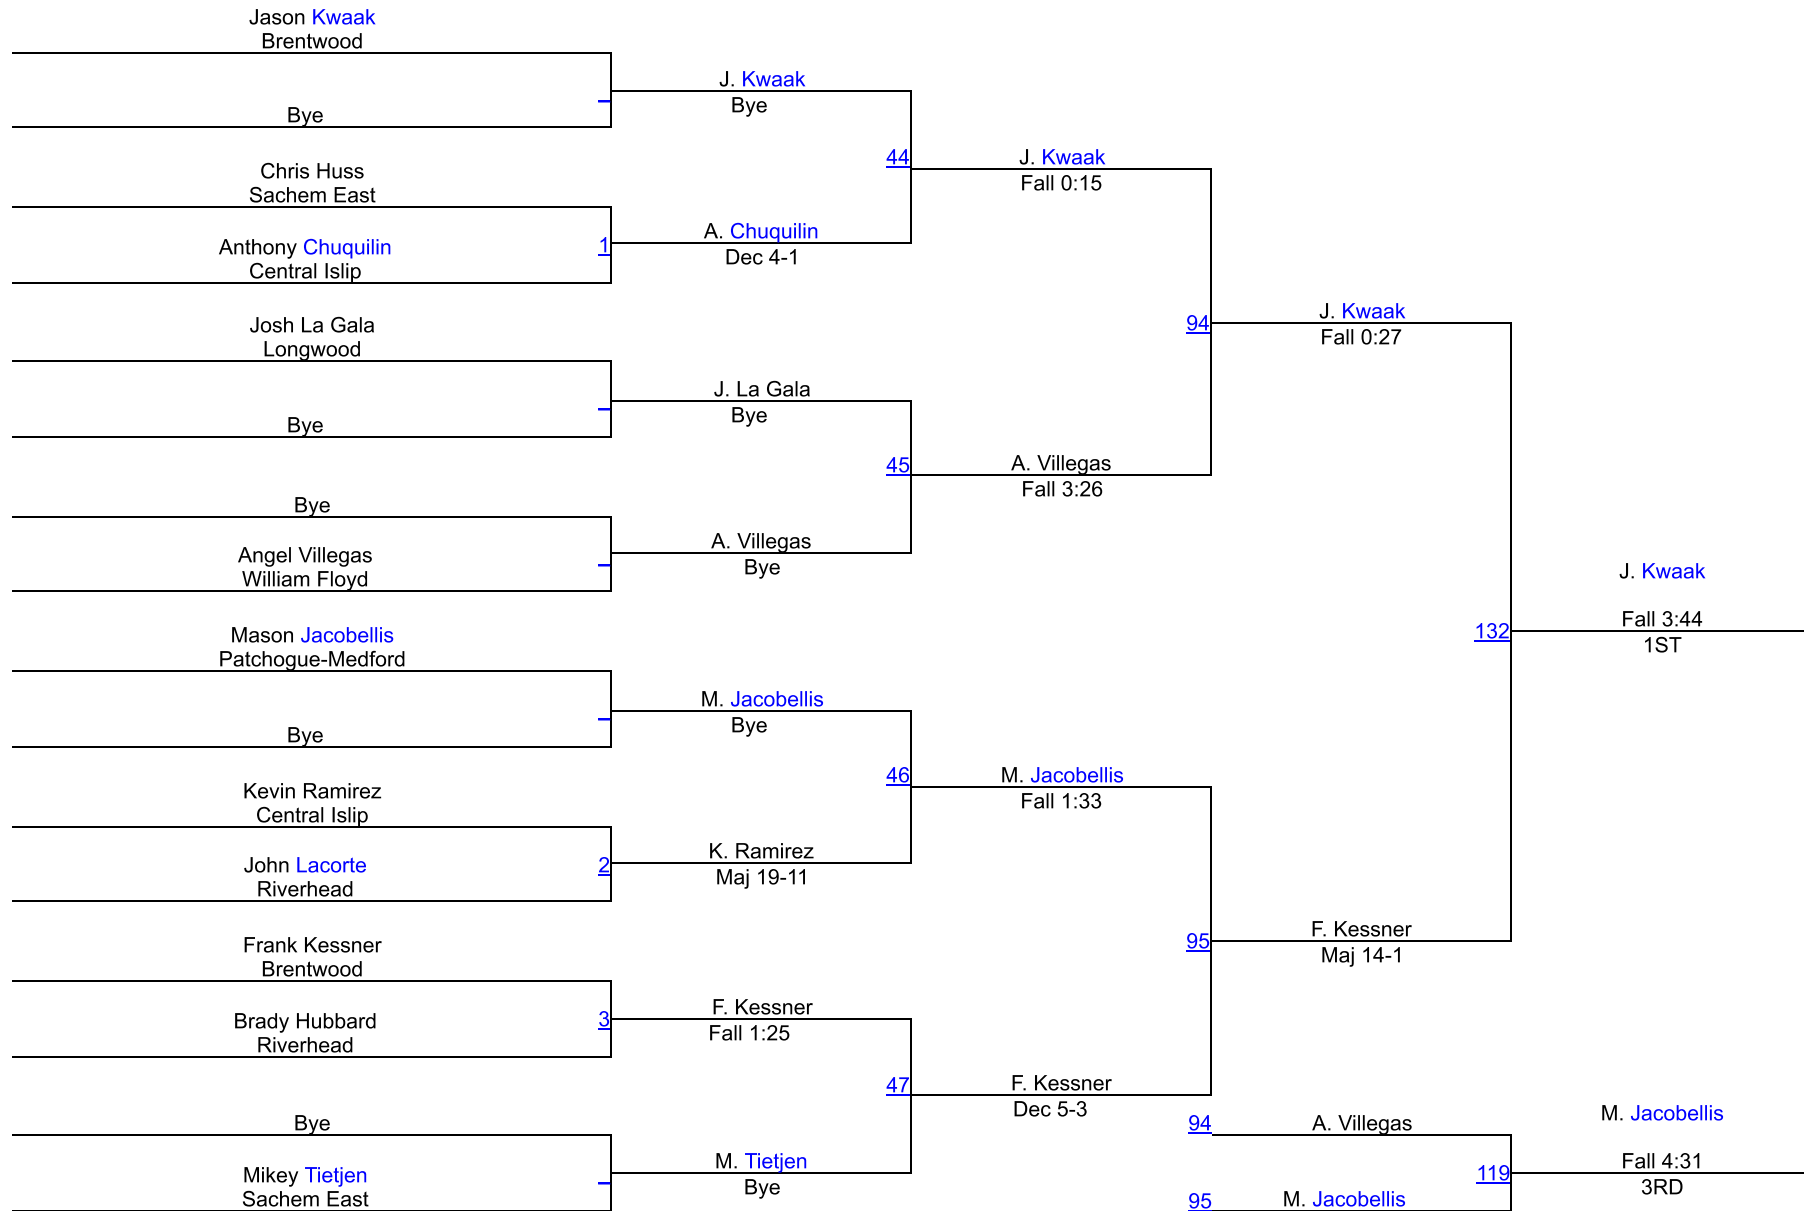 Jason Kwaak
Brentwood
Bye
J. Kwaak
Bye
Chris Huss
Sachem East
Anthony Chuquilin
Central Islip
1
A. Chuquilin
Dec 4-1
44
J. Kwaak
Fall 0:15
Josh La Gala
Longwood
Bye
J. La Gala
Bye
Bye
Angel Villegas
William Floyd
A. Villegas
Bye
45
A. Villegas
Fall 3:26
94
J. Kwaak
Fall 0:27
Mason Jacobellis
Patchogue-Medford
Bye
M. Jacobellis
Bye
Kevin Ramirez
Central Islip
John Lacorte
Riverhead
2
K. Ramirez
Maj 19-11
46
M. Jacobellis
Fall 1:33
Frank Kessner
Brentwood
Brady Hubbard
Riverhead
3
F. Kessner
Fall 1:25
Bye
Mikey Tietjen
Sachem East
M. Tietjen
Bye
47
F. Kessner
Dec 5-3
95
F. Kessner
Maj 14-1
132
J. Kwaak
Fall 3:44
1ST
94
A. Villegas
95
M. Jacobellis
119
M. Jacobellis
Fall 4:31
3RD